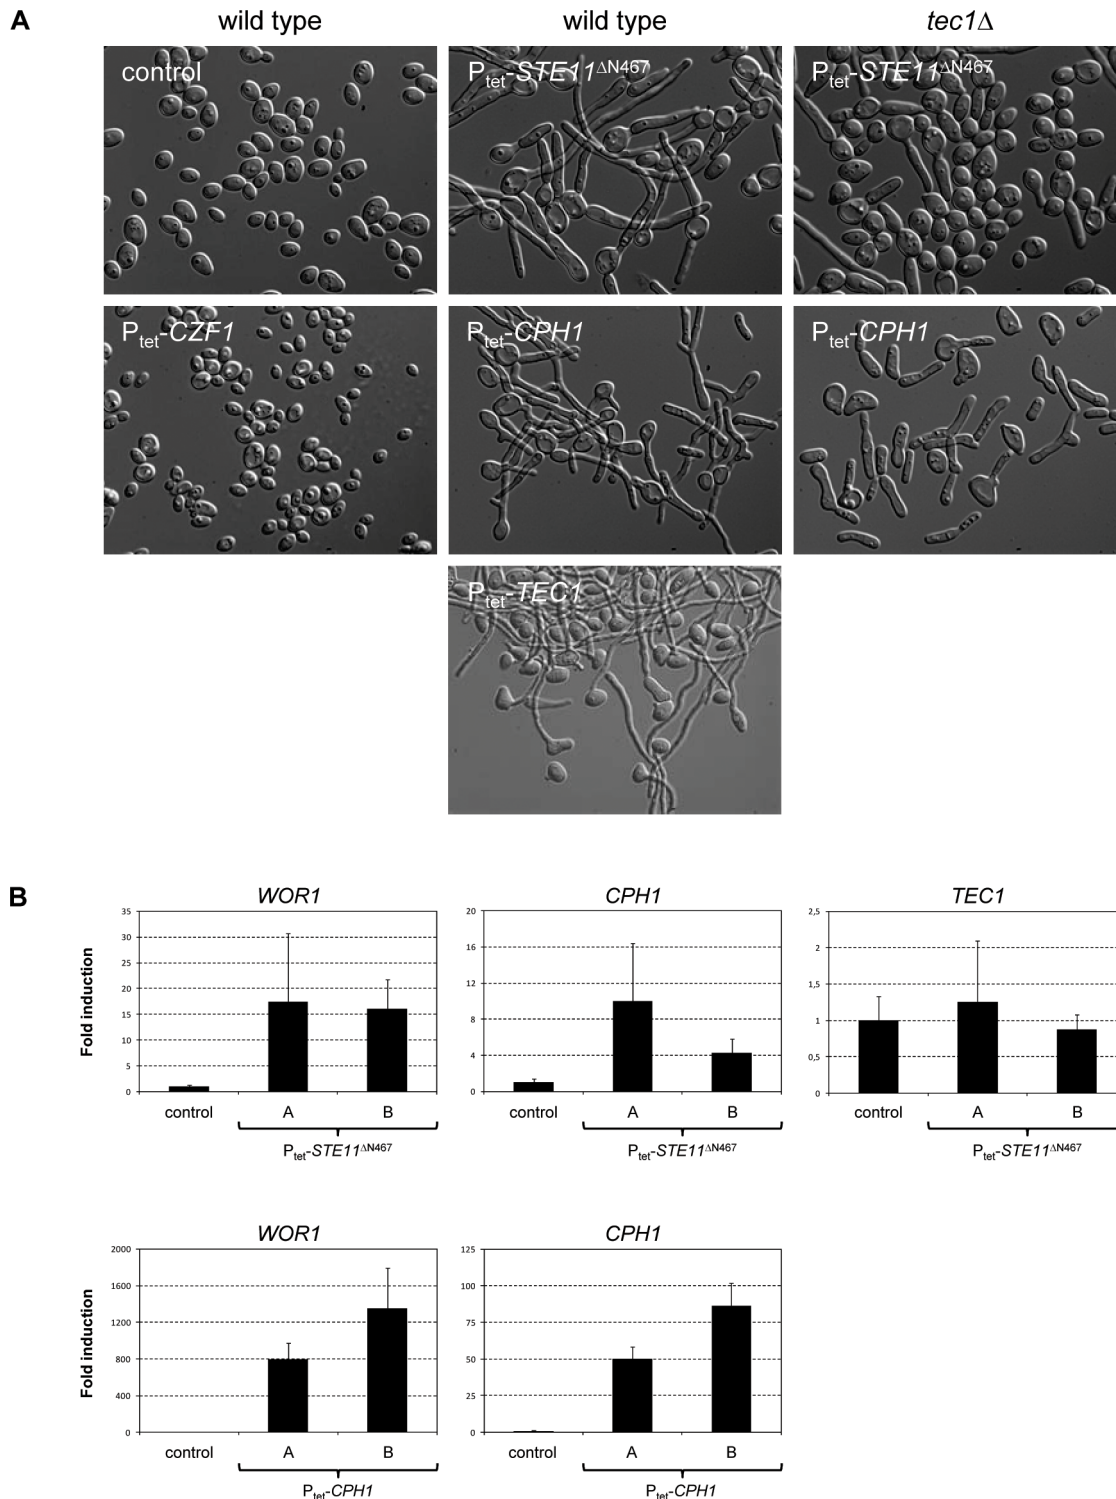 A
wild type
wild type
tec1Δ
control
Ptet-STE11ΔN467
Ptet-STE11ΔN467
Ptet-CZF1
Ptet-CPH1
Ptet-CPH1
Ptet-TEC1
B
WOR1
CPH1
TEC1
Fold induction
35
30
25
20
15
10
5
0
20
16
12
8
4
0
2,5
2
1,5
1
0,5
0
control A B
control A B
control A B
Ptet-STE11ΔN467
Ptet-STE11ΔN467
Ptet-STE11ΔN467
WOR1
CPH1
Fold induction
2000
1600
1200
800
400
0
125
100
75
50
25
0
control A B
control A B
Ptet-CPH1
Ptet-CPH1